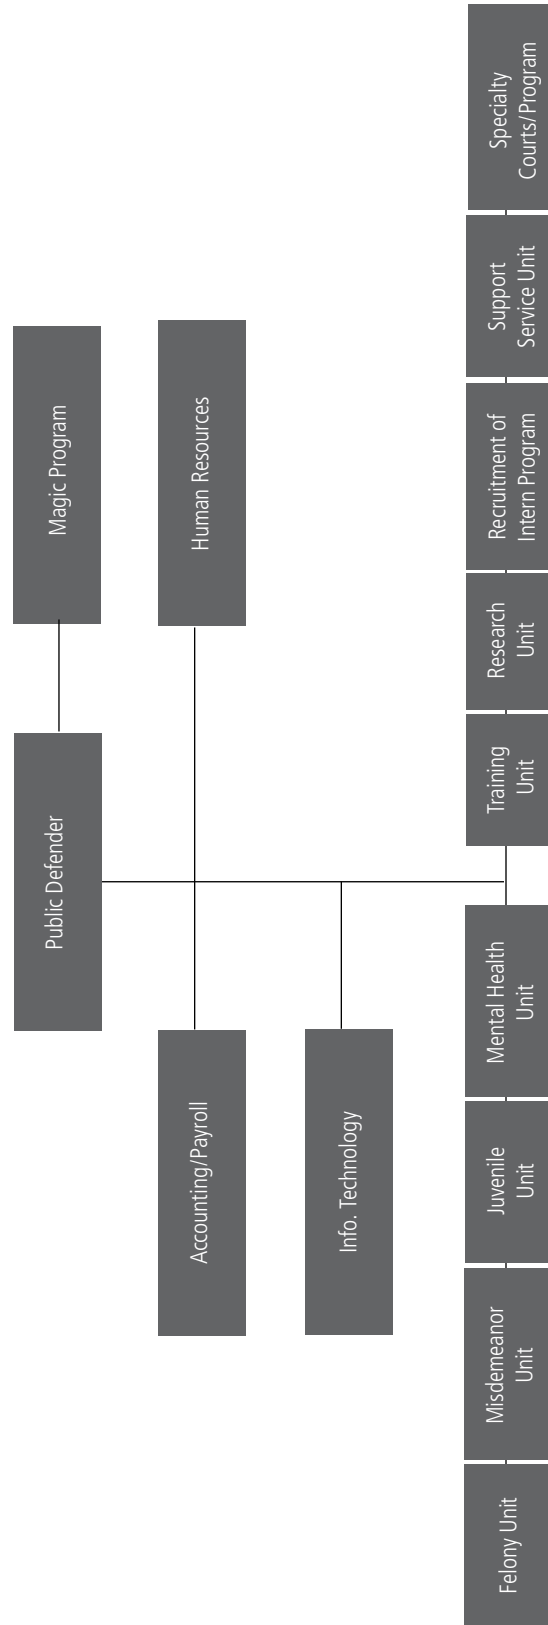 Public Defender
Magic Program
Accounting/Payroll
Human Resources
Info. Technology
Felony Unit
Misdemeanor
Unit
Juvenile
Unit
Mental Health
Unit
Training
Unit
Research
Unit
Recruitment of
Intern Program
Support
Service Unit
Specialty
Courts/Program